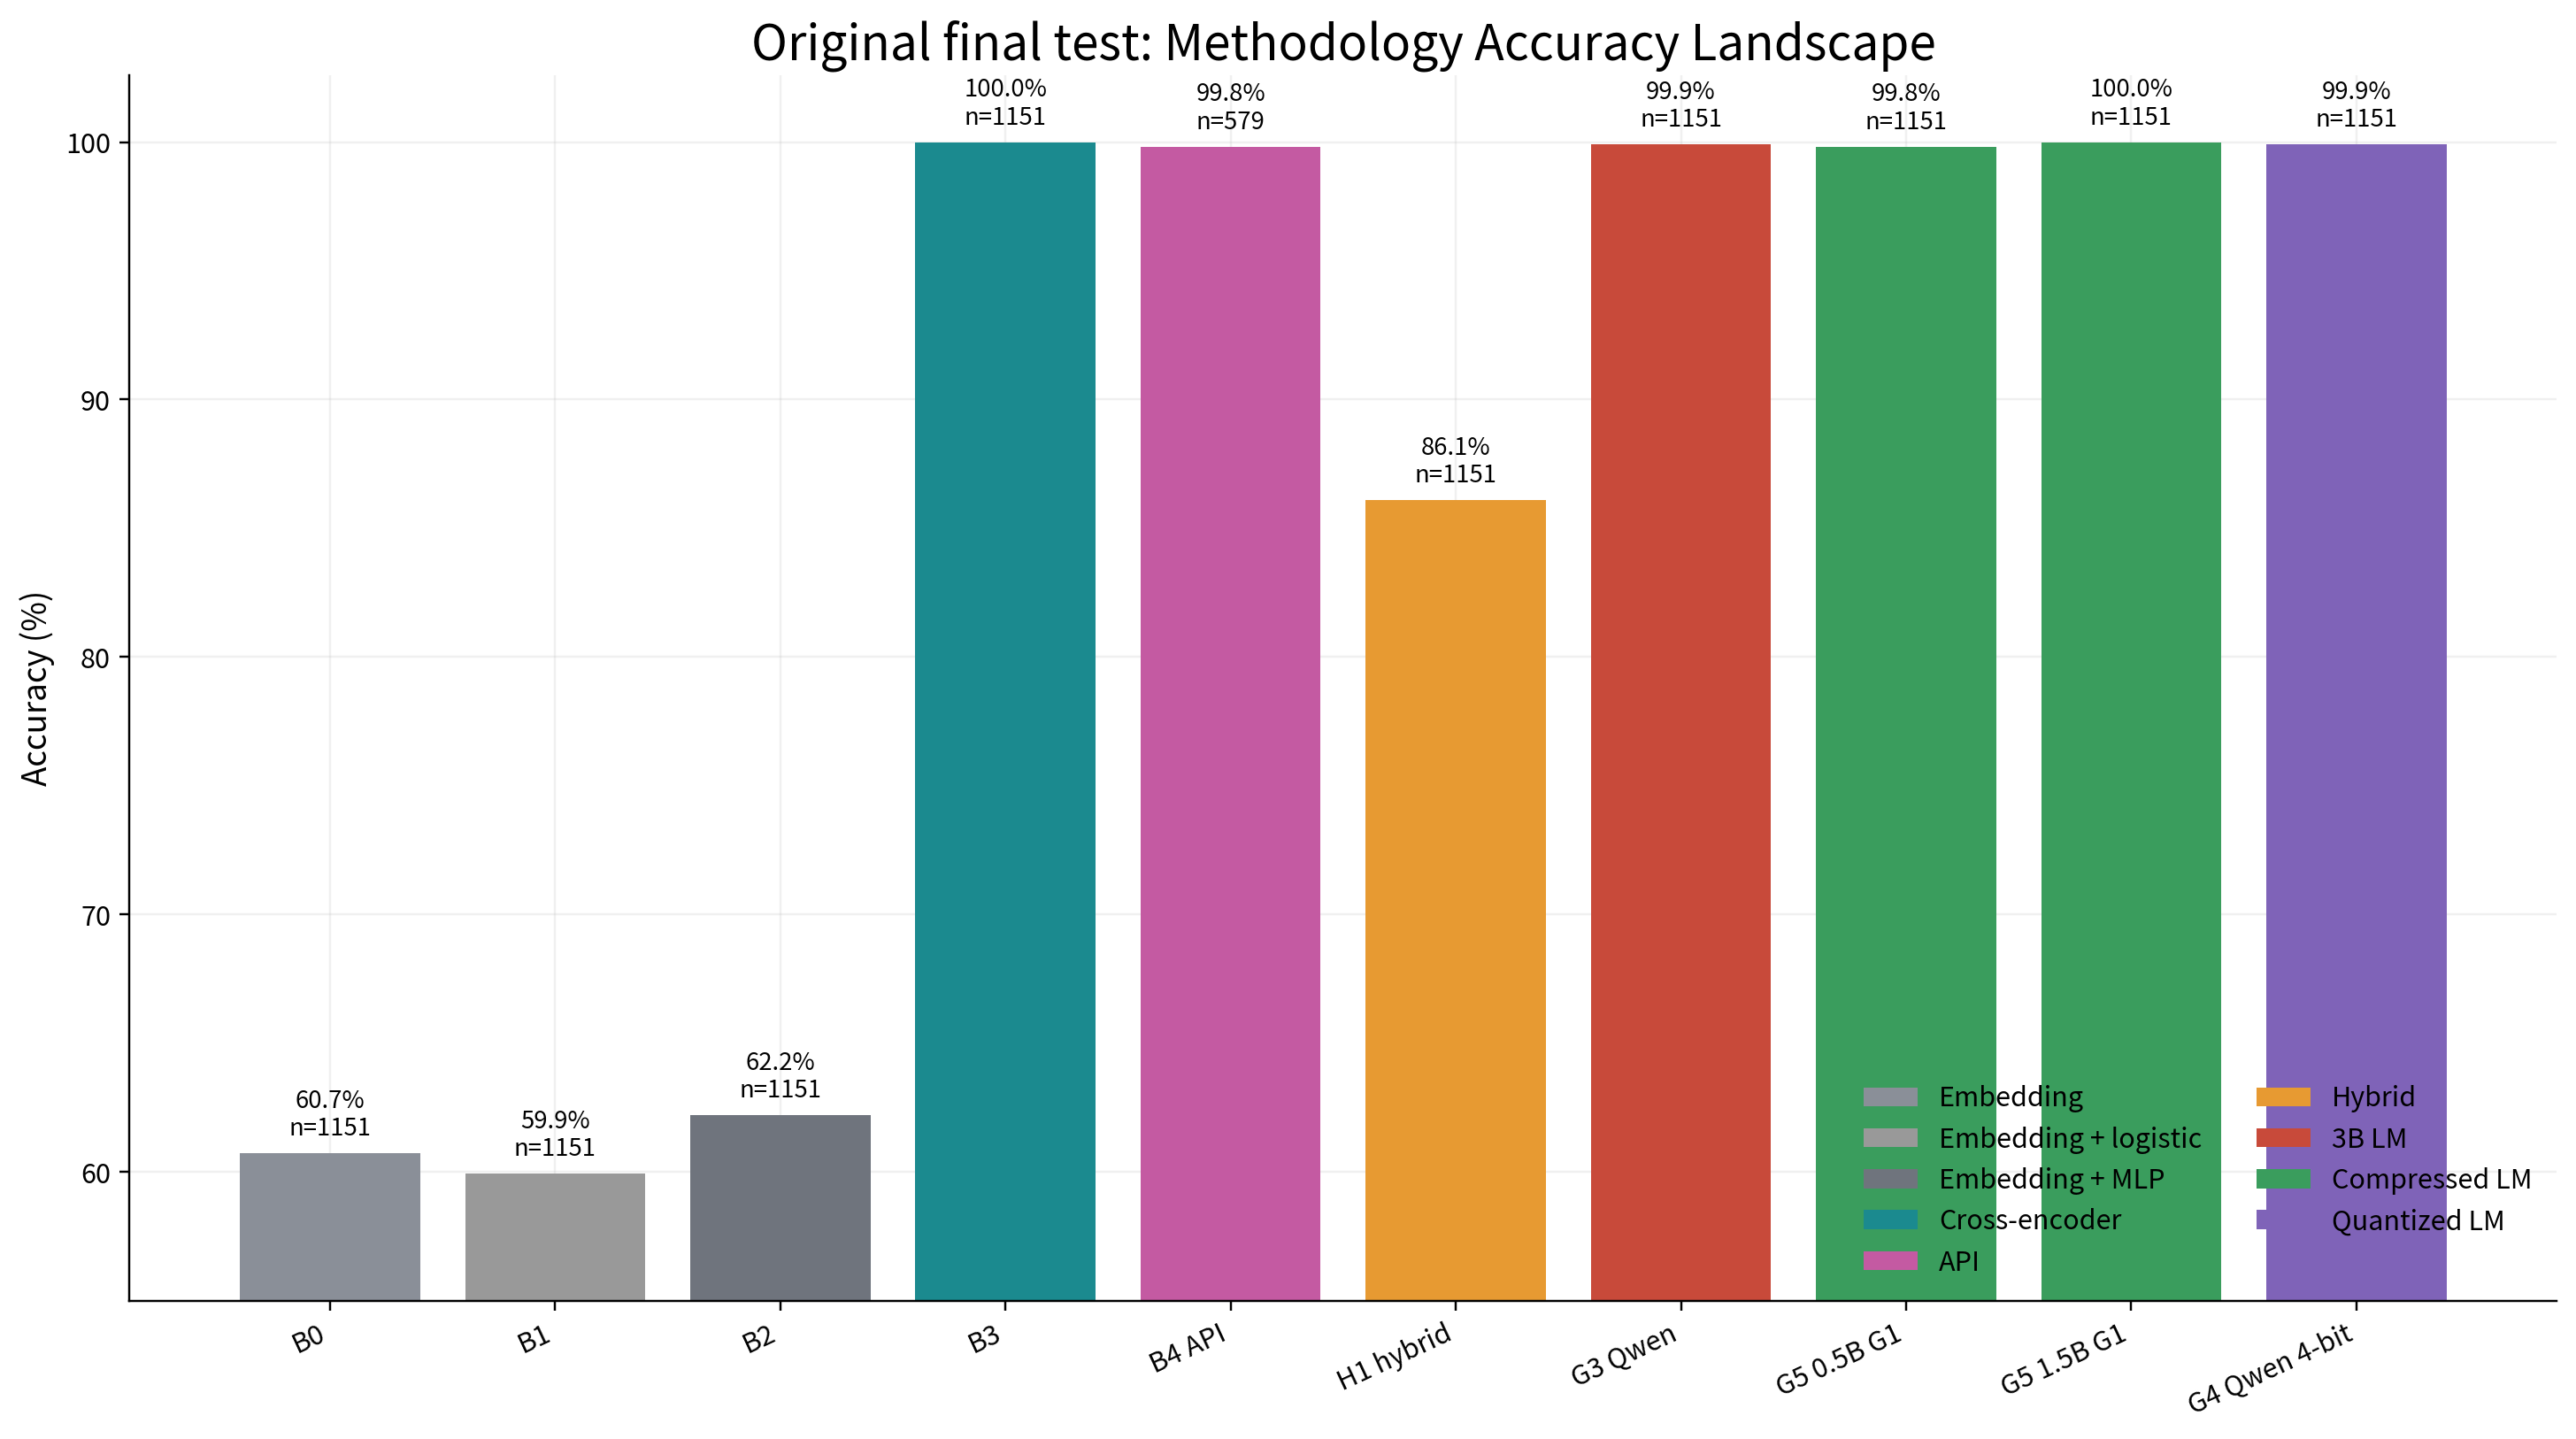 Original final test: Methodology Accuracy Landscape
Accuracy (%)
100
90
80
70
60
60.7%
n=1151
59.9%
n=1151
62.2%
n=1151
100.0%
n=1151
99.8%
n=579
86.1%
n=1151
99.9%
n=1151
99.8%
n=1151
100.0%
n=1151
99.9%
n=1151
Embedding
Embedding + logistic
Embedding + MLP
Cross-encoder
API
Hybrid
3B LM
Compressed LM
Quantized LM
B0
B1
B2
B3
B4 API
H1 hybrid
G3 Qwen
G5 0.5B G1
G5 1.5B G1
G4 Qwen 4-bit